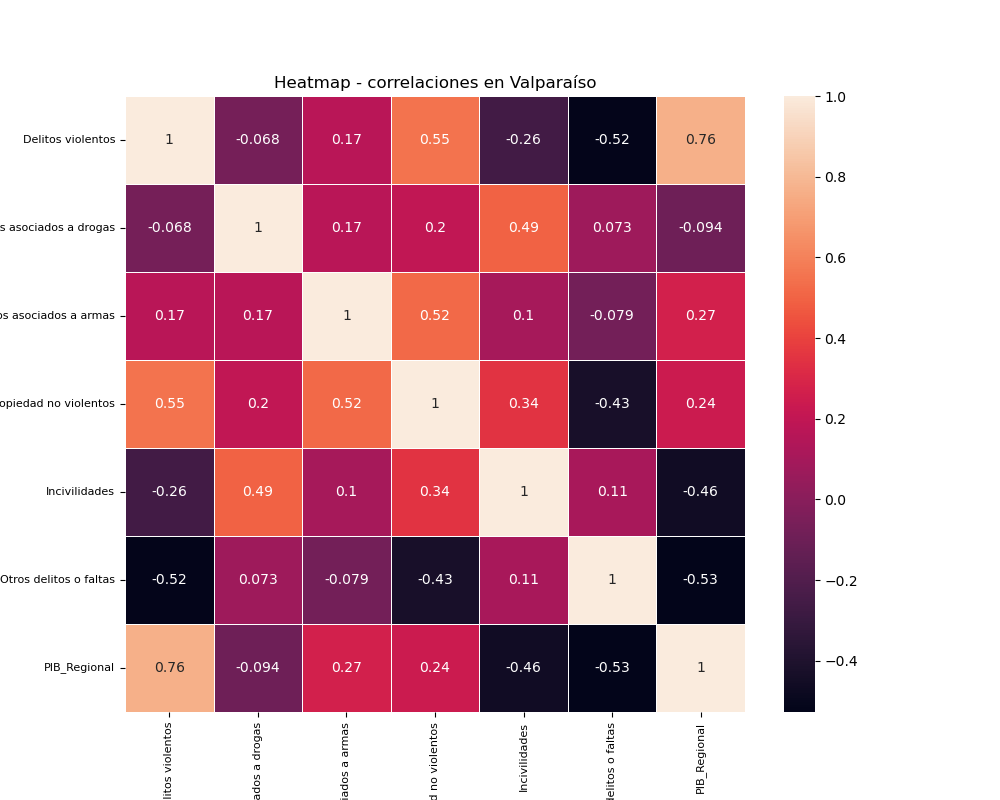 Heatmap - correlaciones en Valparaíso
Delitos violentos 1 -0.068 0.17 0.55 -0.26 -0.52 0.76
s asociados a drogas -0.068 1 0.17 0.2 0.49 0.073 -0.094
os asociados a armas 0.17 0.17 1 0.52 0.1 -0.079 0.27
opiedad no violentos 0.55 0.2 0.52 1 0.34 -0.43 0.24
Incivilidades -0.26 0.49 0.1 0.34 1 0.11 -0.46
Otros delitos o faltas -0.52 0.073 -0.079 -0.43 0.11 1 -0.53
PIB_Regional 0.76 -0.094 0.27 0.24 -0.46 -0.53 1
litos violentos
ados a drogas
iados a armas
d no violentos
Incivilidades
delitos o faltas
PIB_Regional
1.0
0.8
0.6
0.4
0.2
0.0
−0.2
−0.4